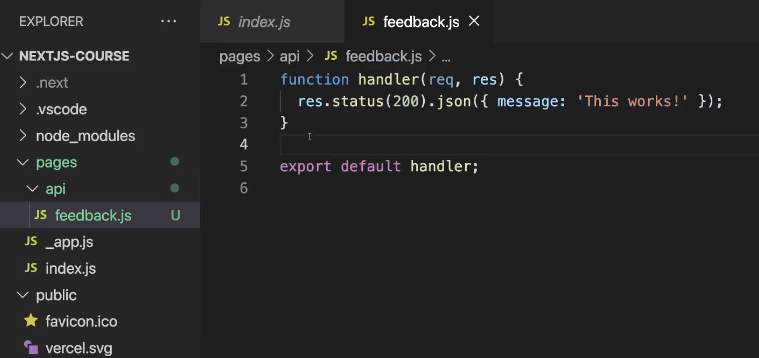 EXPLORER ... JS index.js JS feedback.js ×
NEXTJS-COURSE
.next
.vscode
node_modules
pages
api
JS feedback.js U
JS _app.js
JS index.js
public
favicon.ico
vercel.svg
pages > api > JS feedback.js > ...
1 function handler(req, res) {
2 res.status(200).json({ message: 'This works!' });
3 }
4
5 export default handler;
6